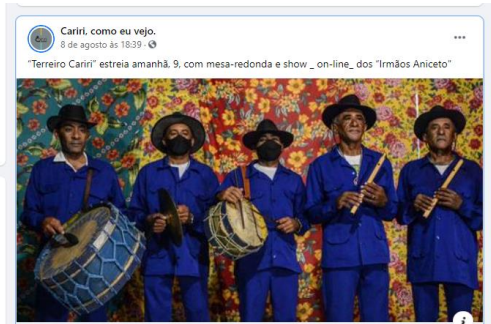 Cariri, como eu vejo.
8 de agosto às 18:39 ·
“Terreiro Cariri” estreia amanhã, 9, com mesa-redonda e show _ on-line_ dos “Irmãos Aniceto”